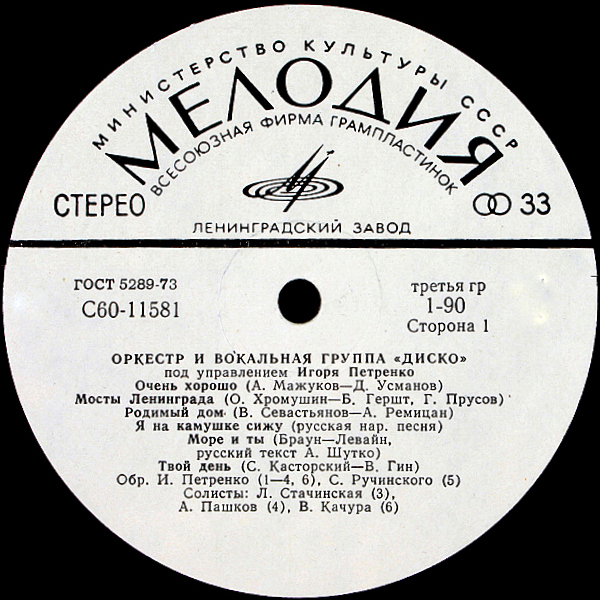 МИНИСТЕРСТВО КУЛЬТУРЫ СССР
МЕЛОДИЯ
ВСЕСОЮЗНАЯ ФИРМА ГРАМПЛАСТИНОК
СТЕРЕО
33
ЛЕНИНГРАДСКИЙ ЗАВОД
ГОСТ 5289-73
С60-11581
третья гр
1-90
Сторона 1
ОРКЕСТР И ВОКАЛЬНАЯ ГРУППА «ДИСКО»
под управлением Игоря Петренко
Очень хорошо (А. Мажуков—Д. Усманов)
Мосты Ленинграда (О. Хромушин—Б. Гершт, Г. Прусов)
Родимый дом (В. Севастьянов—А. Ремицан)
Я на камушке сижу (русская нар. песня)
Море и ты (Браун—Левайн,
русский текст А. Шутко)
Твой день (С. Касторский—В. Гин)
Обр. И. Петренко (1—4, 6), С. Ручинского (5)
Солисты: Л. Стачинская (3),
А. Пашков (4), В. Качура (6)